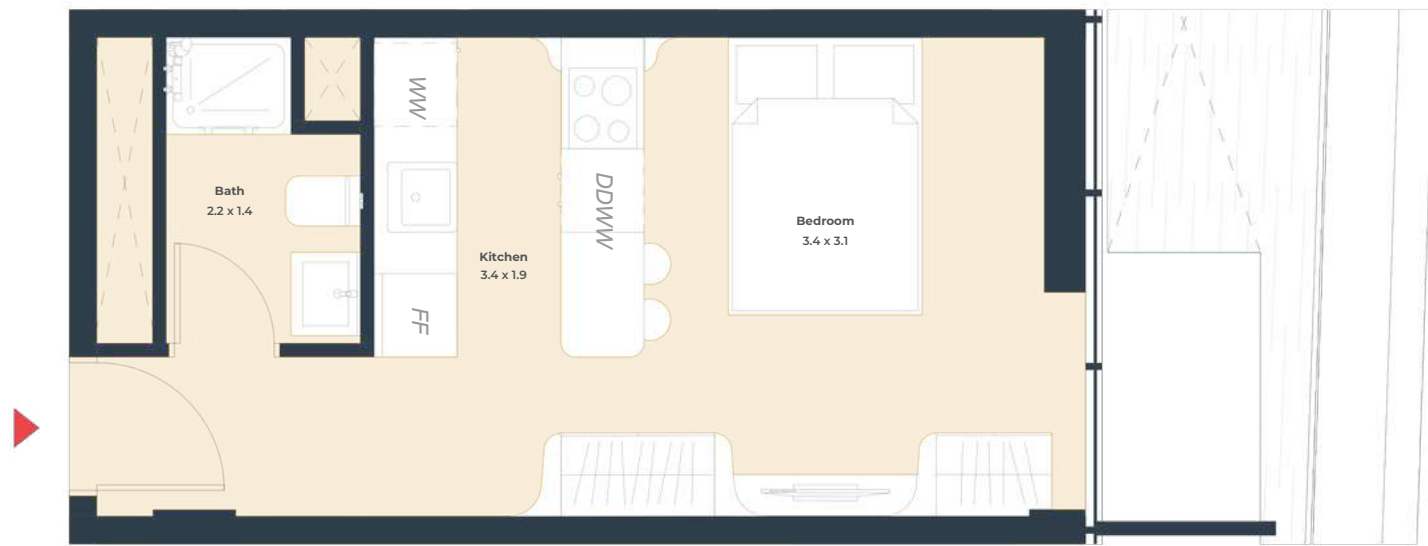 WW
Bath
2.2 x 1.4
DDWW
Bedroom
3.4 x 3.1
Kitchen
3.4 x 1.9
FF